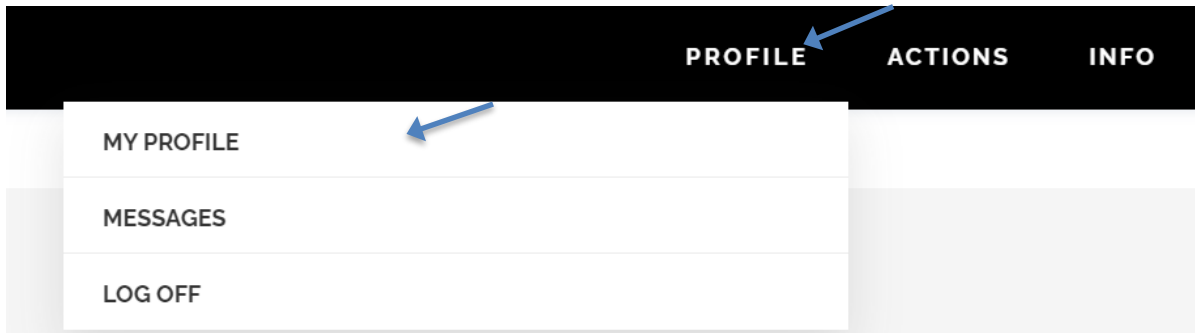 PROFILE ACTIONS INFO
MY PROFILE
MESSAGES
LOG OFF